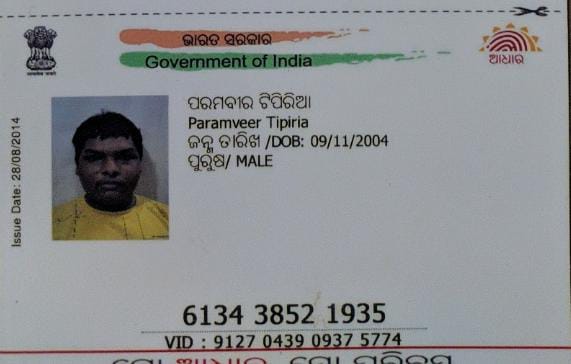 ଭାରତ ସରକାର
Government of India
ଆଧାର
ପରମବୀର ଟିପିରିଆ
Paramveer Tipiria
ଜନ୍ମ ତାରିଖ /DOB: 09/11/2004
ପୁରୁଷ/ MALE
Issue Date: 28/08/2014
6134 3852 1935
VID : 9127 0439 0937 5774